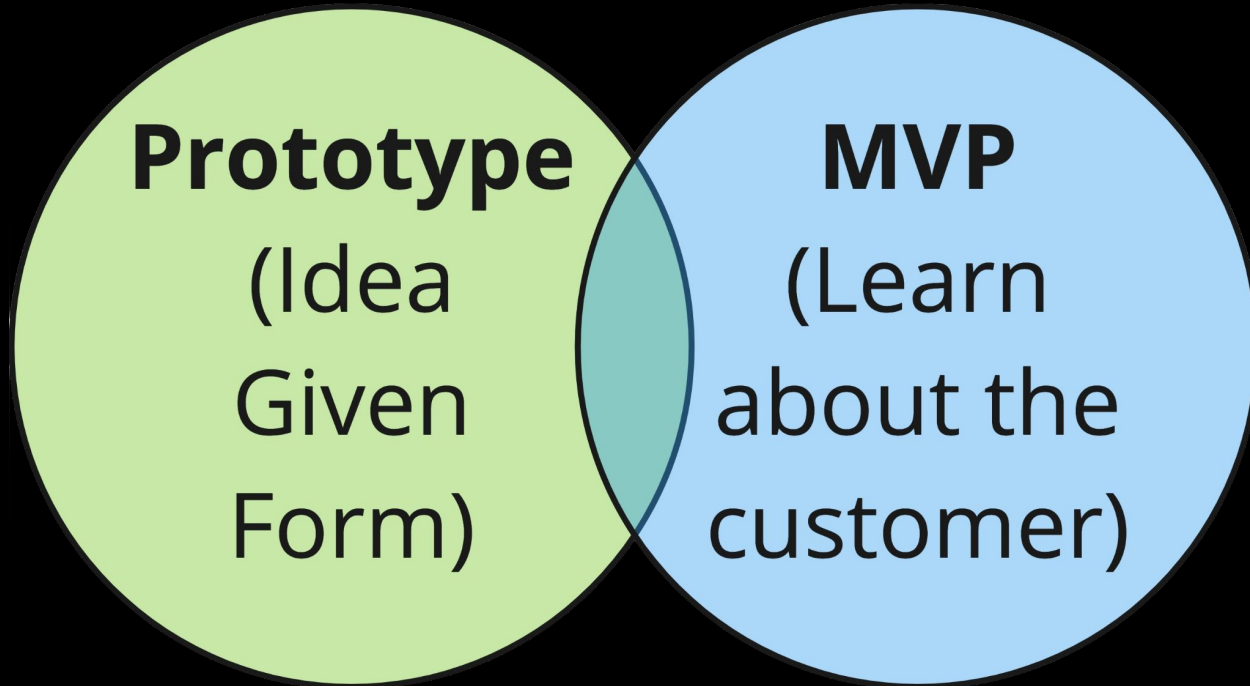 Prototype
(Idea
Given
Form)
MVP
(Learn
about the
customer)